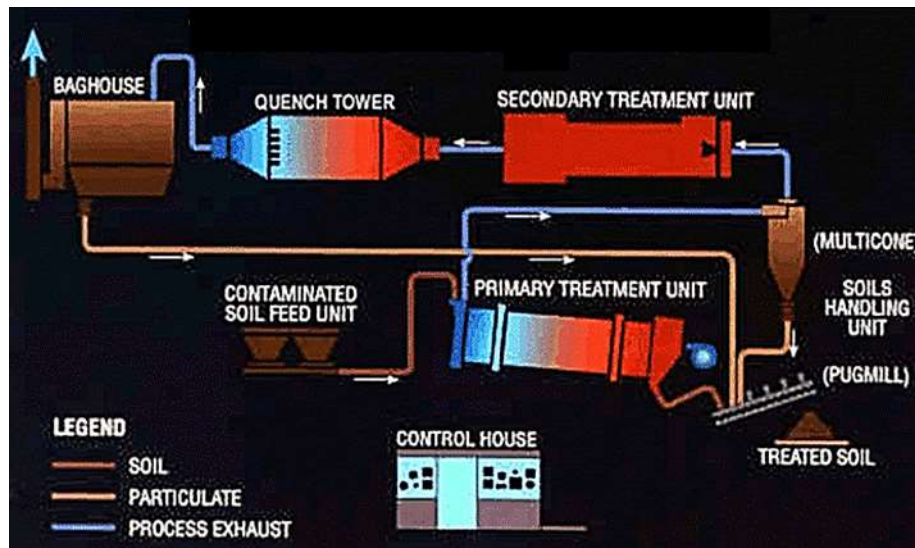 BAGHOUSE
QUENCH TOWER
SECONDARY TREATMENT UNIT
(MULTICONE)
CONTAMINATED
SOIL FEED UNIT
PRIMARY TREATMENT UNIT
SOILS
HANDLING
UNIT
(PUGMILL)
TREATED SOIL
LEGEND
SOIL
PARTICULATE
PROCESS EXHAUST
CONTROL HOUSE